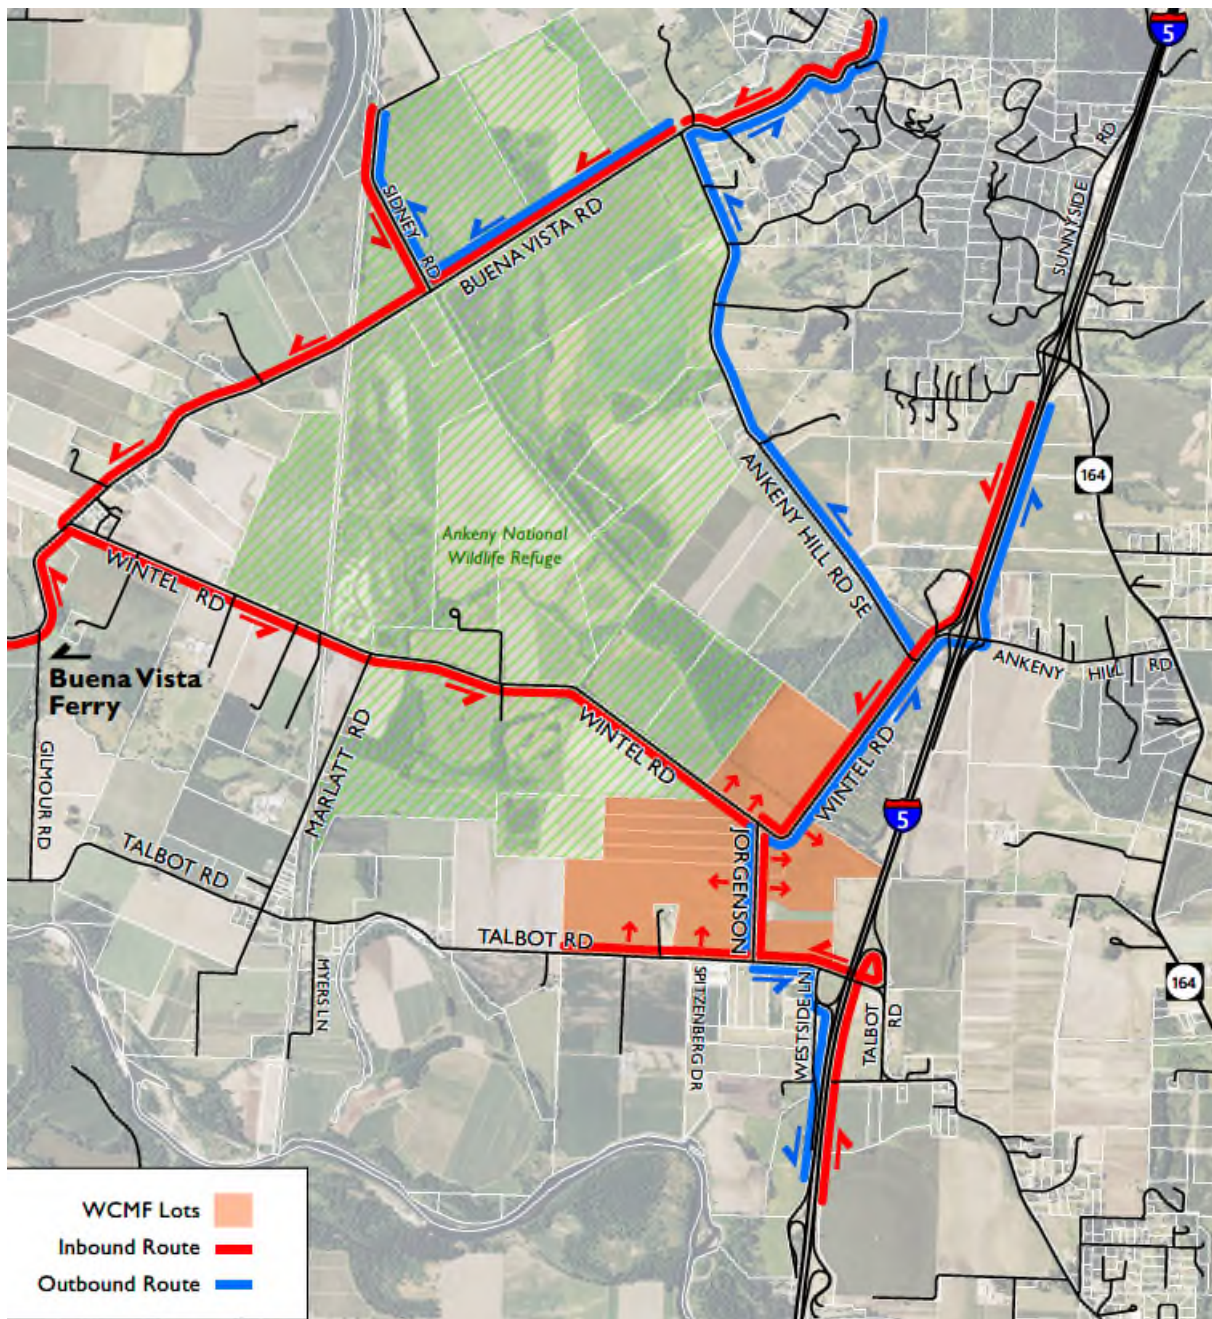 5
SUNNYSIDE RD
SIDNEY RD
BUENA VISTA RD
164
ANKENY HILL RD SE
Ankeny National
Wildlife Refuge
WINTEL RD
ANKENY HILL RD
Buena Vista
Ferry
WINTEL RD
WINTEL RD
MARLATT RD
GILMOUR RD
5
TALBOT RD
JORGENSON
TALBOT RD
MYERS LN
SPITZENBERG DR
WESTSIDE LN
TALBOT RD
164
WCMF Lots
Inbound Route
Outbound Route